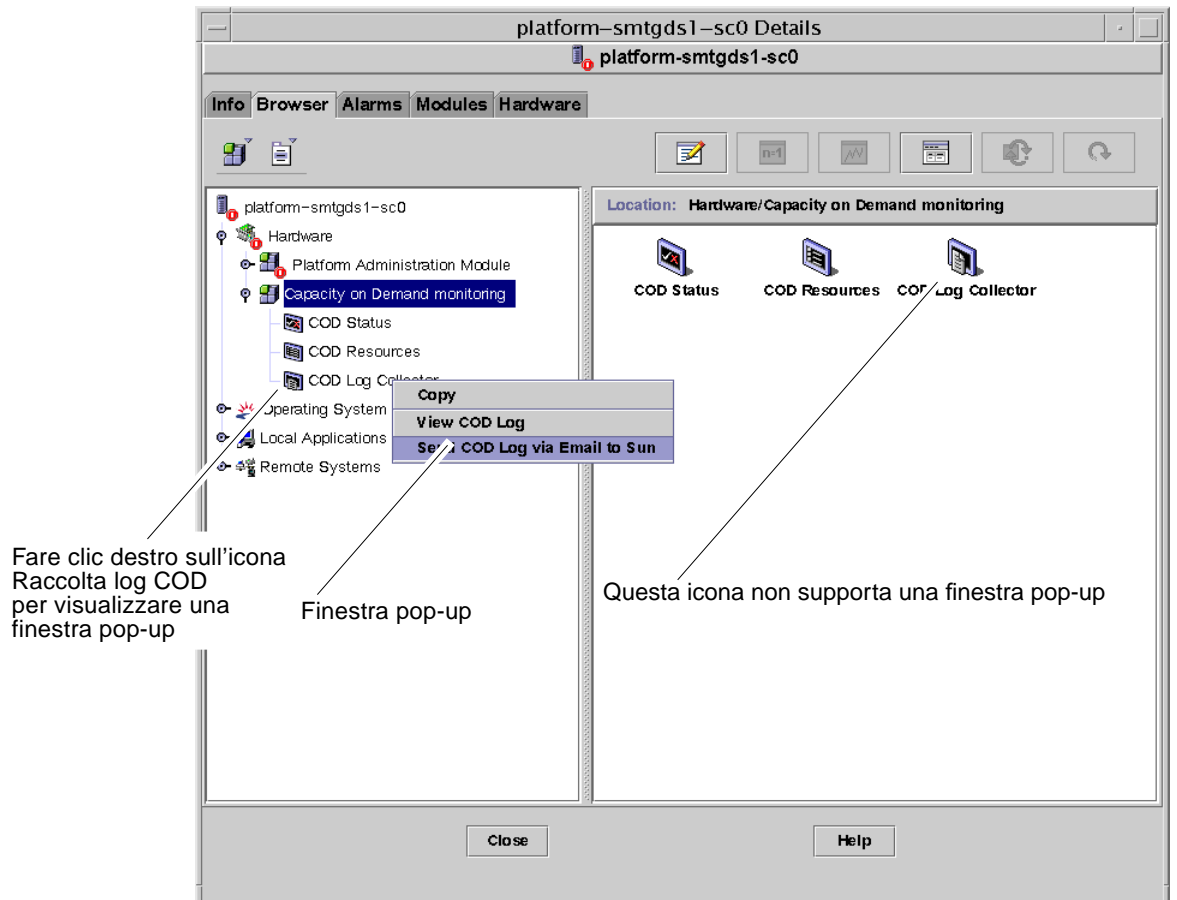 platform-smtgds1-sc0 Details
platform-smtgds1-sc0
Info Browser Alarms Modules Hardware
n=1
platform-smtgds1-sc0
Hardware
Platform Administration Module
Capacity on Demand monitoring
COD Status
COD Resources
COD Log Collector
Operating System
Local Applications
Remote Systems
Copy
View COD Log
Send COD Log via Email to Sun
Location: Hardware/Capacity on Demand monitoring
COD Status COD Resources COD Log Collector
Fare clic destro sull'icona
Raccolta log COD
per visualizzare una
finestra pop-up
Finestra pop-up
Questa icona non supporta una finestra pop-up
Close Help